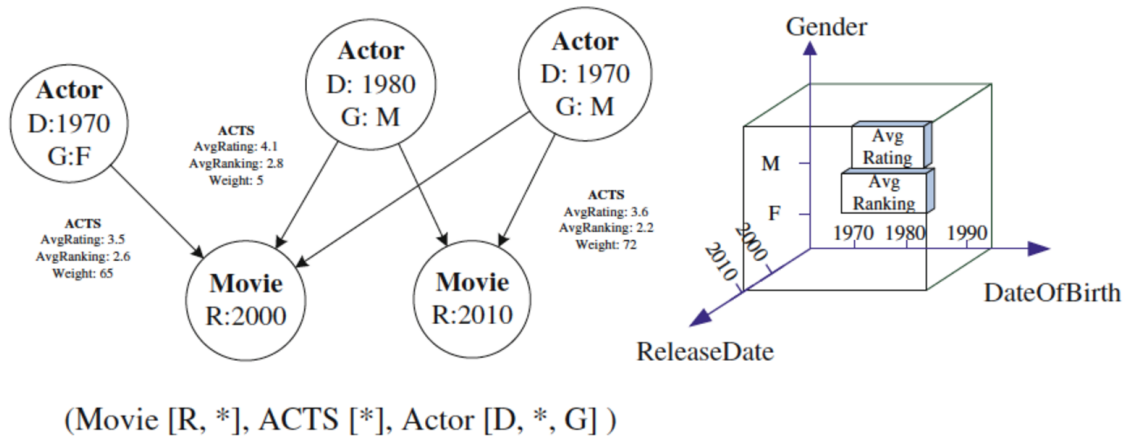 Actor
D:1970
G:F
Actor
D: 1980
G: M
Actor
D: 1970
G: M
ACTS
AvgRating: 4.1
AvgRanking: 2.8
Weight: 5
ACTS
AvgRating: 3.5
AvgRanking: 2.6
Weight: 65
ACTS
AvgRating: 3.6
AvgRanking: 2.2
Weight: 72
Movie
R:2000
Movie
R:2010
(Movie [R, *], ACTS [*], Actor [D, *, G] )
Gender
M
F
Avg
Rating
Avg
Ranking
1970 1980 1990
2000
2010
DateOfBirth
ReleaseDate